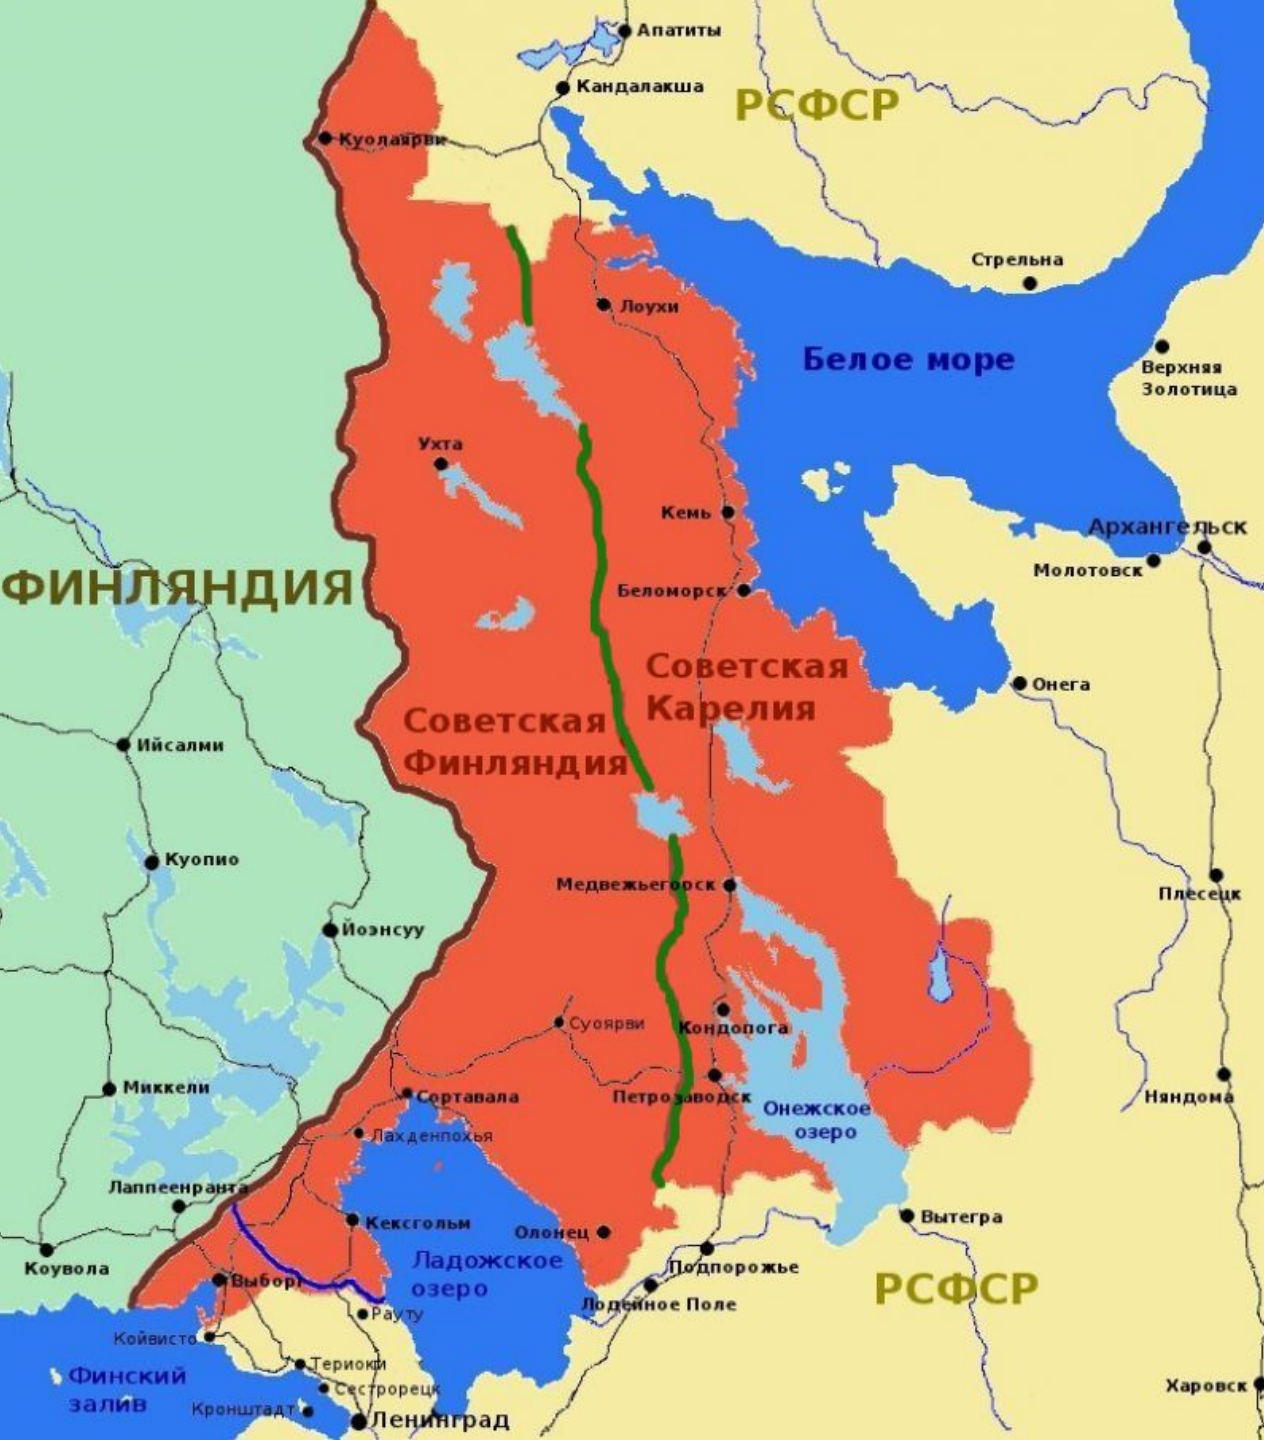 Апатиты
Кандалакша
РСФСР
Куолаярви
Стрельна
Лоухи
Белое море
Верхняя
Золотица
Ухта
Кемь
Архангельск
Молотовск
ФИНЛЯНДИЯ
Беломорск
Советская
Карелия
Онега
Советская
Финляндия
Ийсалми
Куопио
Медвежьегорск
Плесецк
Йоэнсуу
Суоярви
Кондопога
Миккели
Сортавала
Петрозаводск
Онежское
озеро
Няндома
Лахденпохья
Лаппеенранта
Кексгольм
Олонец
Вытегра
Коувола
Выборг
Ладожское
озеро
Подпорожье
РСФСР
Рауту
Лодейное Поле
Койвисто
Териоки
Финский
залив
Сестрорецк
Харовск
Кронштадт
Ленинград